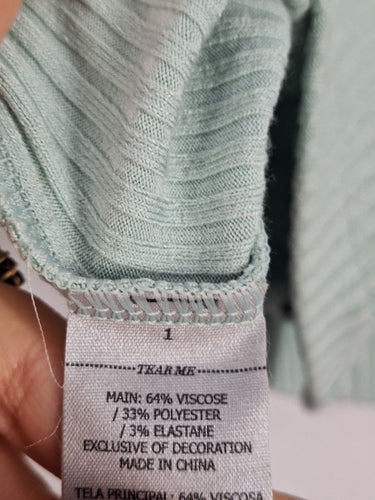 1
TEAR ME
MAIN: 64% VISCOSE
/ 33% POLYESTER
/ 3% ELASTANE
EXCLUSIVE OF DECORATION
MADE IN CHINA
TELA PRINCIPAL: 64% VISCOSA